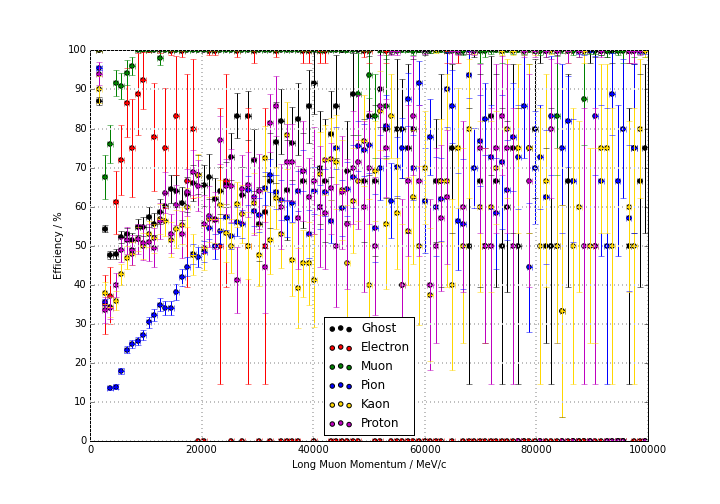 100
90
80
70
60
50
40
30
20
10
0
Efficiency / %
Ghost
Electron
Muon
Pion
Kaon
Proton
0 20000 40000 60000 80000 100000
Long Muon Momentum / MeV/c